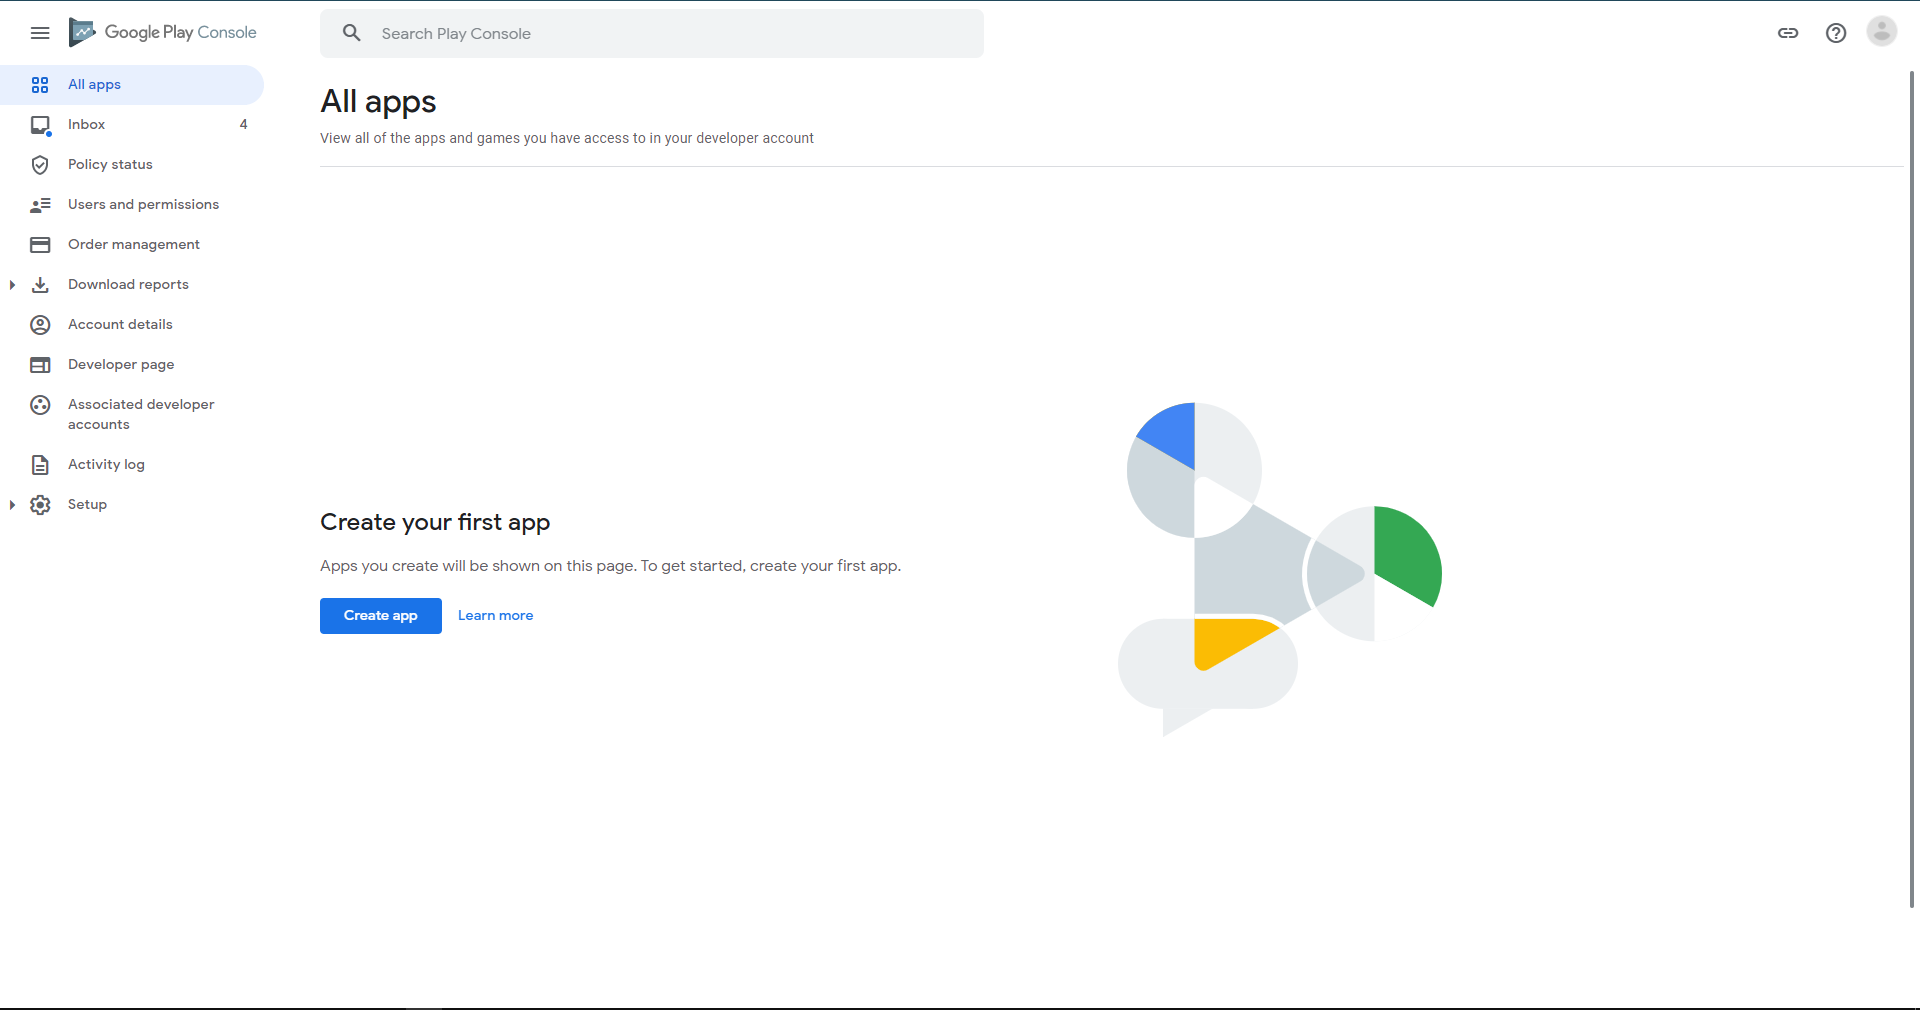 Google Play Console
Search Play Console
All apps
Inbox 4
Policy status
Users and permissions
Order management
Download reports
Account details
Developer page
Associated developer
accounts
Activity log
Setup
All apps
View all of the apps and games you have access to in your developer account
Create your first app
Apps you create will be shown on this page. To get started, create your first app.
Create app Learn more